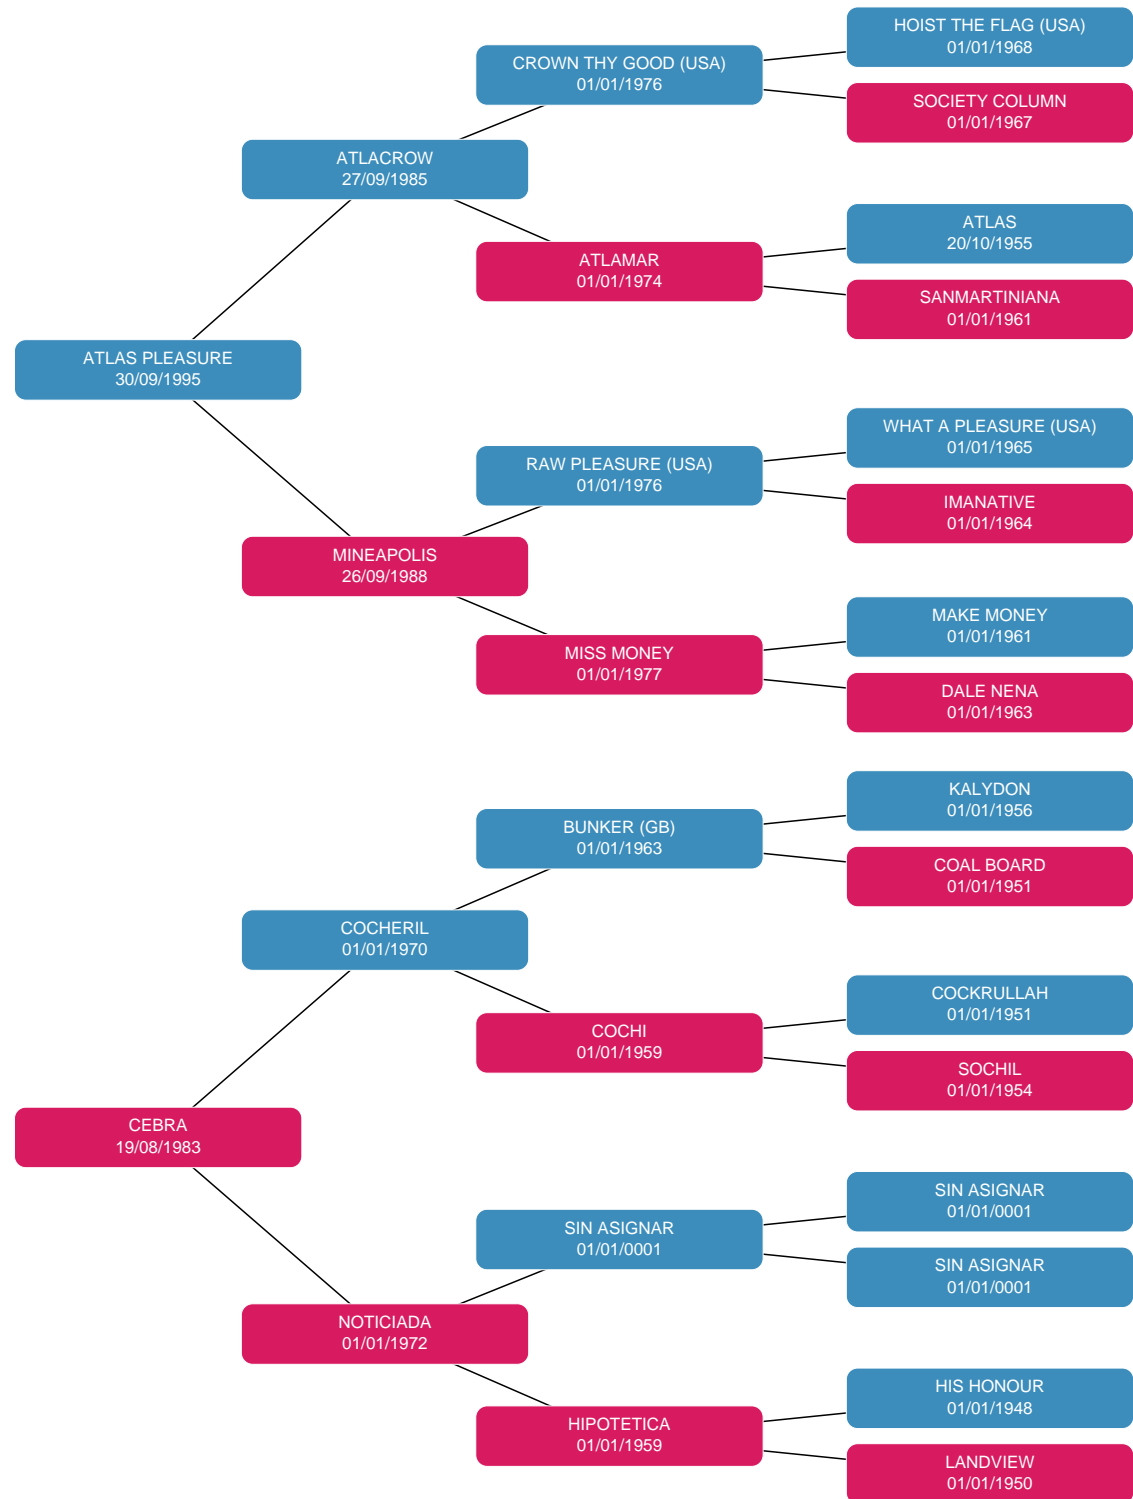 HOIST THE FLAG (USA)
01/01/1968
CROWN THY GOOD (USA)
01/01/1976
SOCIETY COLUMN
01/01/1967
ATLACROW
27/09/1985
ATLAS
20/10/1955
ATLAMAR
01/01/1974
SANMARTINIANA
01/01/1961
ATLAS PLEASURE
30/09/1995
WHAT A PLEASURE (USA)
01/01/1965
RAW PLEASURE (USA)
01/01/1976
IMANATIVE
01/01/1964
MINEAPOLIS
26/09/1988
MAKE MONEY
01/01/1961
MISS MONEY
01/01/1977
DALE NENA
01/01/1963
KALYDON
01/01/1956
BUNKER (GB)
01/01/1963
COAL BOARD
01/01/1951
COCHERIL
01/01/1970
COCKRULLAH
01/01/1951
COCHI
01/01/1959
SOCHIL
01/01/1954
CEBRA
19/08/1983
SIN ASIGNAR
01/01/0001
SIN ASIGNAR
01/01/0001
SIN ASIGNAR
01/01/0001
NOTICIADA
01/01/1972
HIS HONOUR
01/01/1948
HIPOTETICA
01/01/1959
LANDVIEW
01/01/1950